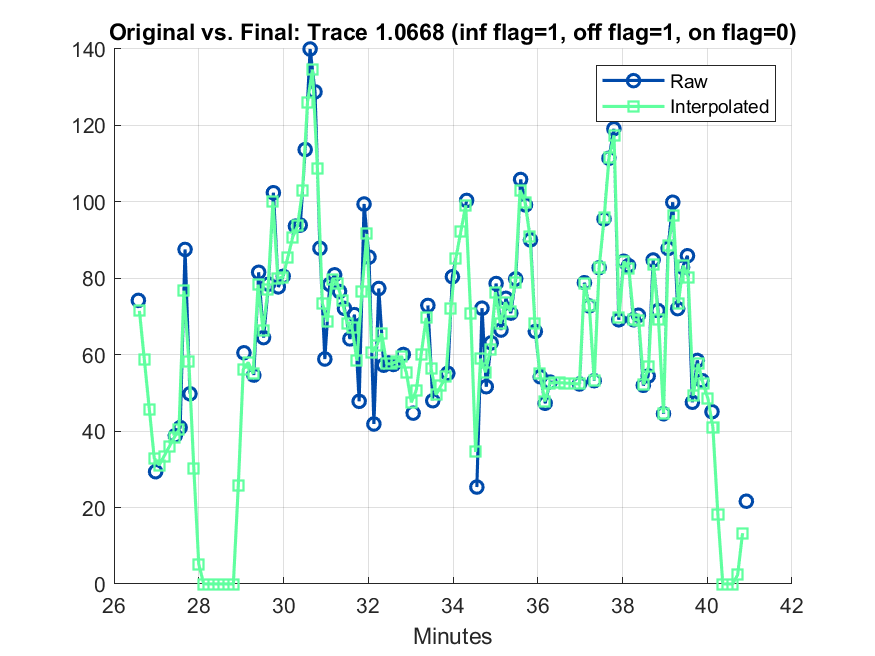 Original vs. Final: Trace 1.0668 (inf flag=1, off flag=1, on flag=0)
140
120
100
80
60
40
20
0
Raw
Interpolated
26 28 30 32 34 36 38 40 42
Minutes